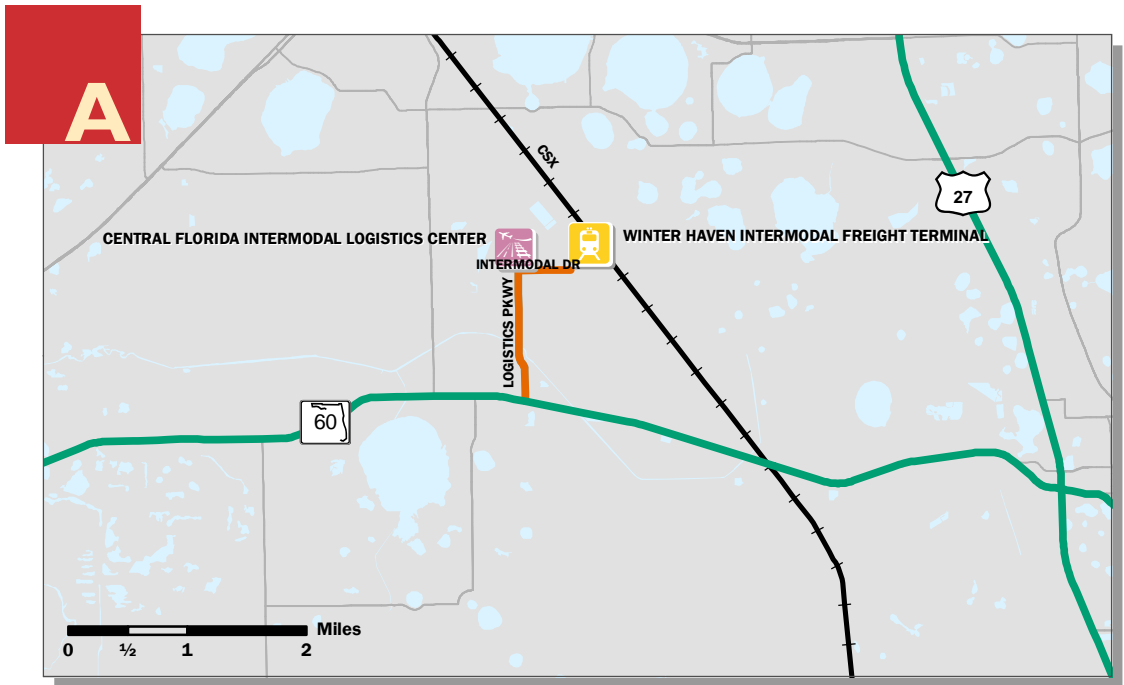 A
CSX
27
CENTRAL FLORIDA INTERMODAL LOGISTICS CENTER
WINTER HAVEN INTERMODAL FREIGHT TERMINAL
INTERMODAL DR
LOGISTICS PKWY
60
Miles
0 ½ 1 2